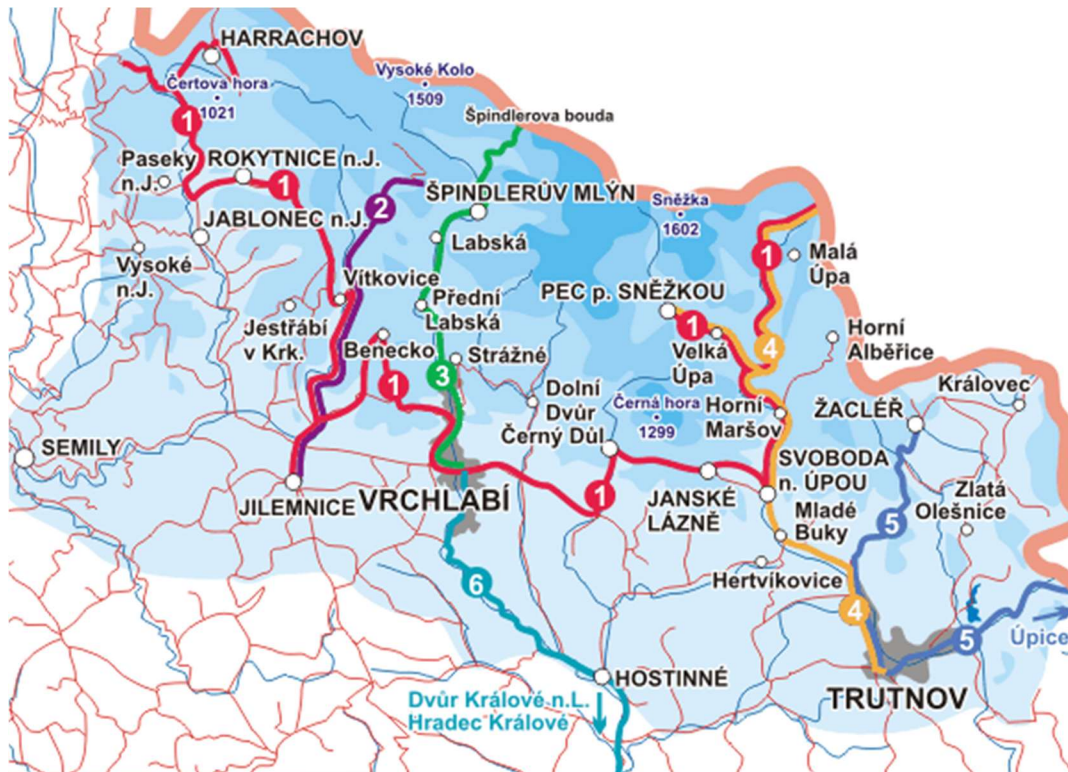 HARRACHOV
Čertova hora
1021
Vysoké Kolo
1509
Špindlerova bouda
1
Paseky
n.J.
ROKYTNICE n.J.
1
2
ŠPINDLERŮV MLÝN
Sněžka
1602
JABLONEC n.J.
Labská
1
Malá
Úpa
Vysoké
n.J.
Vítkovice
Přední
Labská
PEC p. SNĚŽKOU
1
Velká
Úpa
4
Horní
Alběřice
Jestřábí
v Krk.
Benecko
Strážné
1
3
Dolní
Dvůr
Černá hora
1299
Horní
Maršov
Královec
ŽACLÉŘ
SEMILY
Černý Důl
JILEMNICE
VRCHLABÍ
1
JANSKÉ
LÁZNĚ
SVOBODA
n. ÚPOU
Zlatá
Olešnice
Mladé
Buky
5
6
Hertvíkovice
4
5
Úpice
HOSTINNÉ
TRUTNOV
Dvůr Králové n.L.
Hradec Králové